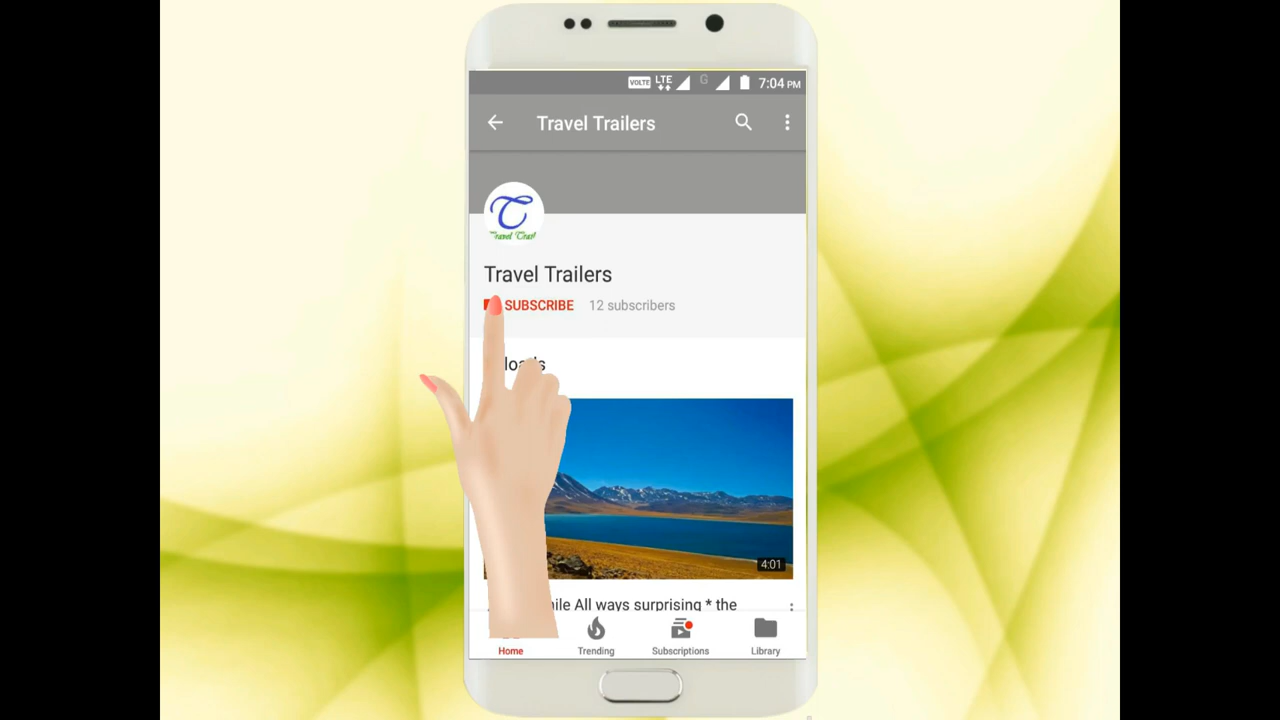 VOLTE LTE G 7:04 PM
Travel Trailers
Travel Trailers
SUBSCRIBE 12 subscribers
4:01
All ways surprising * the
Home Trending Subscriptions Library